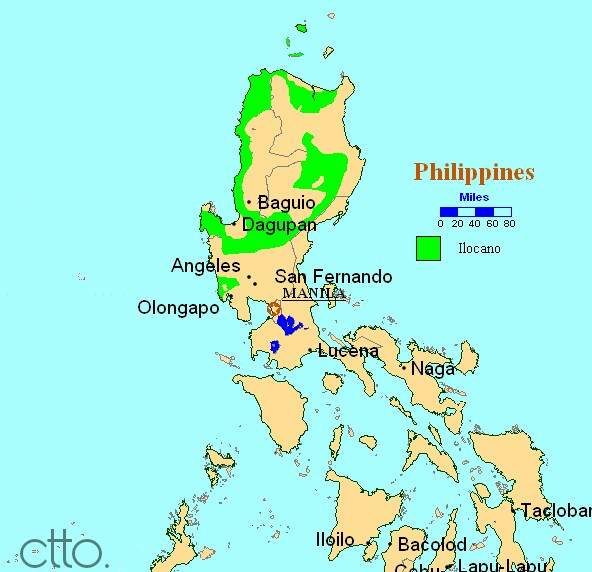 Philippines
Miles
0 20 40 60 80
Ilocano
Baguio
Dagupan
Angeles
San Fernando
MANILA
Olongapo
Lucena
Naga
Tacloban
Iloilo
Bacolod
Cebu
Lapu-Lapu
ctto.